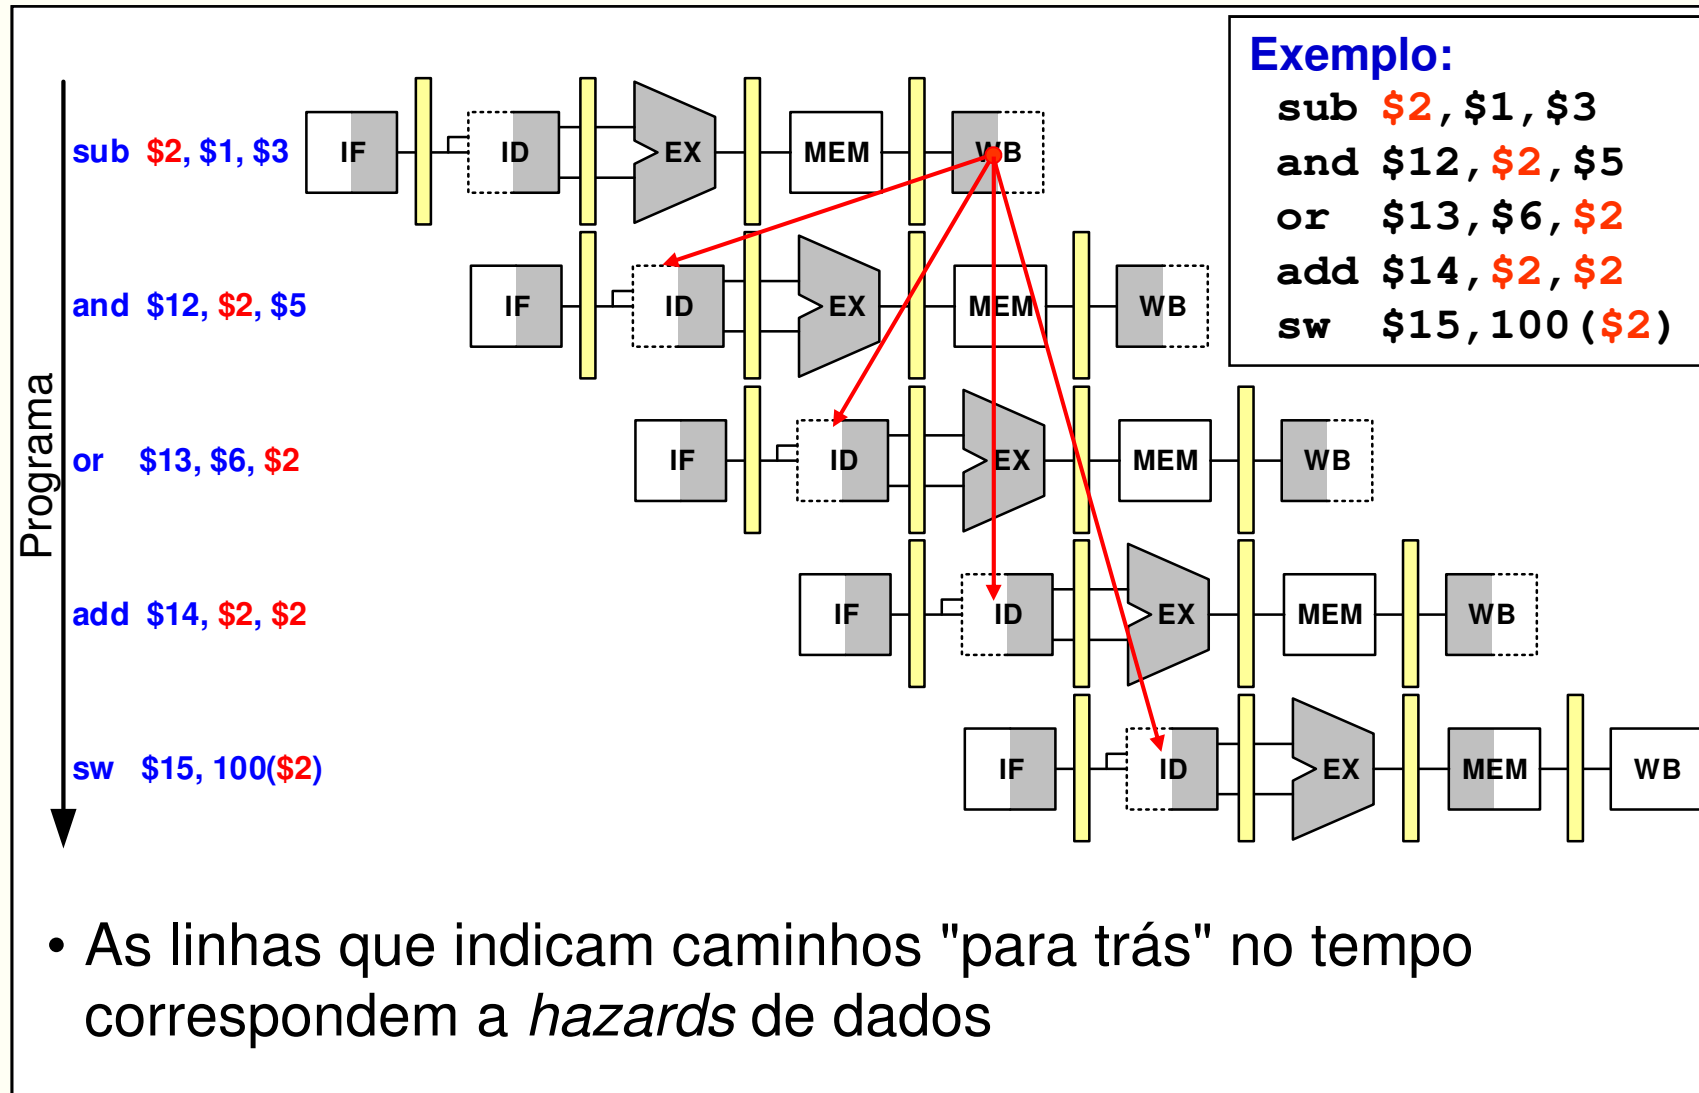 Exemplo:
sub $2,$1,$3
and $12,$2,$5
or $13,$6,$2
add $14,$2,$2
sw $15,100($2)
Programa
sub $2, $1, $3
IF ID EX MEM WB
and $12, $2, $5
IF ID EX MEM WB
or $13, $6, $2
IF ID EX MEM WB
add $14, $2, $2
IF ID EX MEM WB
sw $15, 100($2)
IF ID EX MEM WB
• As linhas que indicam caminhos "para trás" no tempo
correspondem a hazards de dados